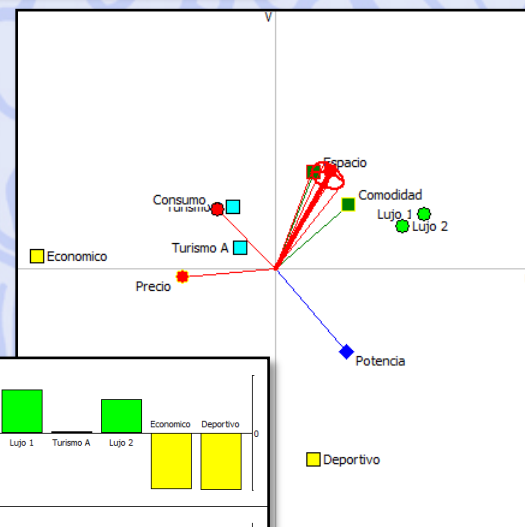 V
Espacio
Consumo
Comodidad
Lujo 1
Lujo 2
Turismo A
Economico
Precio
Potencia
Deportivo
Economico Deportivo
Lujo 1 Turismo A Lujo 2
0